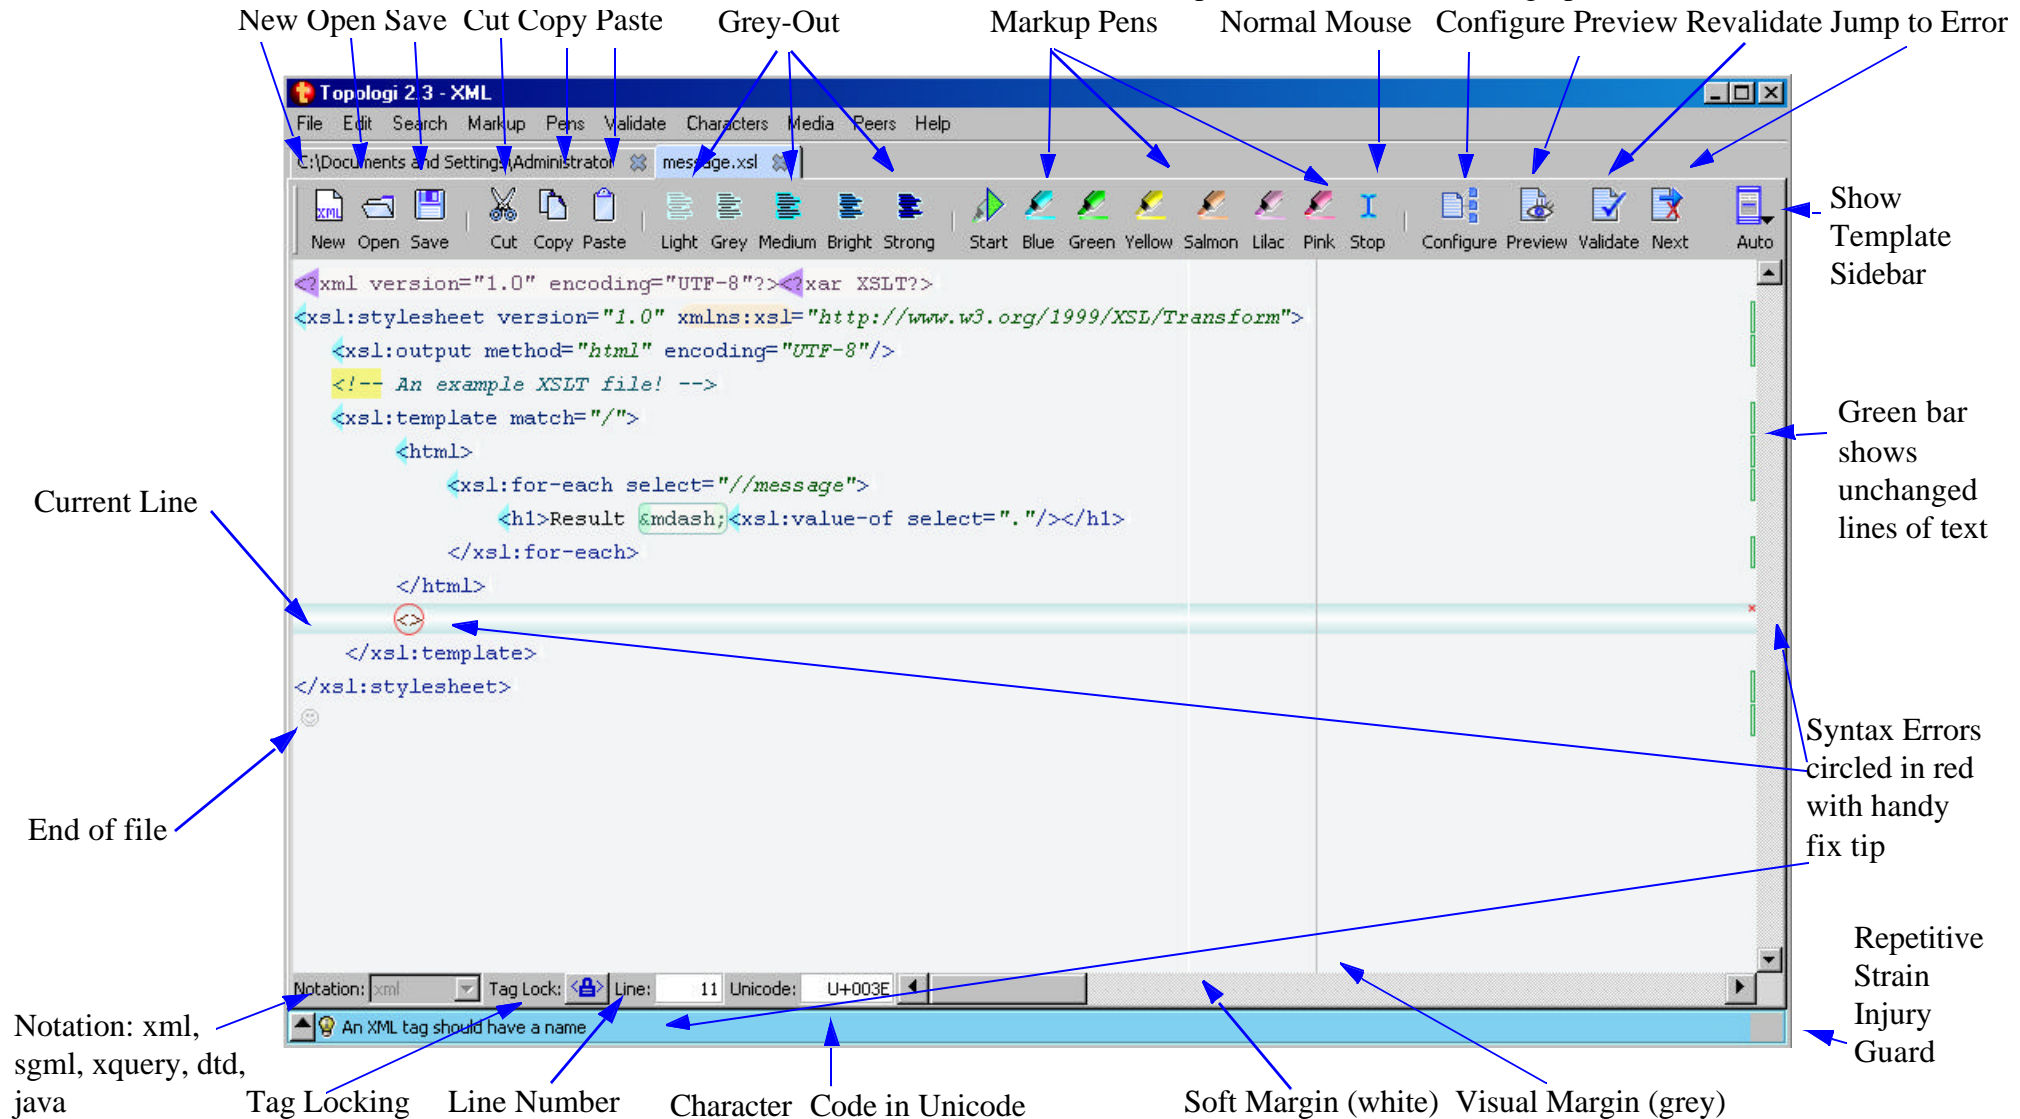 New Open Save Cut Copy Paste Grey-Out Markup Pens Normal Mouse Configure Preview Revalidate Jump to Error
Topologi 2.3 - XML
File Edit Search Markup Pens Validate Characters Media Peers Help
C:\Documents and Settings\Administrator message.xsl
XML
New Open Save Cut Copy Paste Light Grey Medium Bright Strong Start Blue Green Yellow Salmon Lilac Pink Stop Configure Preview Validate Next Auto
Show
Template
Sidebar
<?xml version="1.0" encoding="UTF-8"?><?xar XSLT?>
<xsl:stylesheet version="1.0" xmlns:xsl="http://www.w3.org/1999/XSL/Transform">
<xsl:output method="html" encoding="UTF-8"/>
<!-- An example XSLT file! -->
<xsl:template match="/">
<html>
<xsl:for-each select="//message">
<h1>Result &mdash;<xsl:value-of select="."/></h1>
</xsl:for-each>
</html>
<>
</xsl:template>
</xsl:stylesheet>
Green bar
shows
unchanged
lines of text
Current Line
End of file
Syntax Errors
circled in red
with handy
fix tip
Repetitive
Strain
Injury
Guard
Notation: xml Tag Lock: Line: 11 Unicode: U+003E
An XML tag should have a name
Notation: xml,
sgml, xquery, dtd,
java
Tag Locking Line Number Character Code in Unicode Soft Margin (white) Visual Margin (grey)